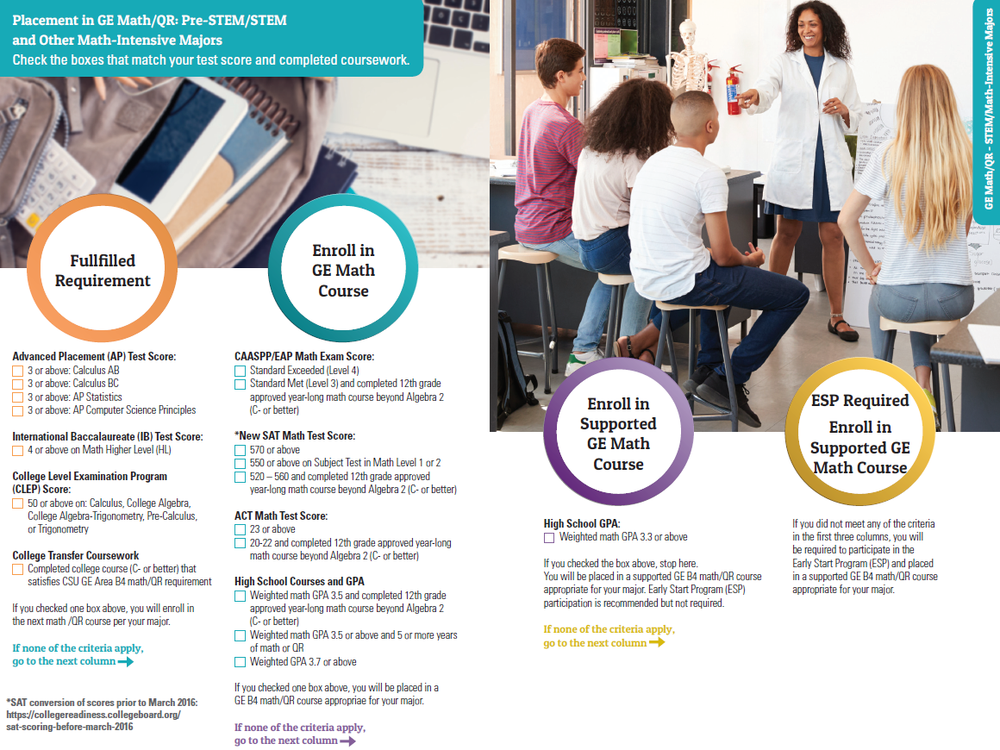 Placement in GE Math/QR: Pre-STEM/STEM
and Other Math-Intensive Majors
Check the boxes that match your test score and completed coursework.
GE Math/QR - STEM/Math-Intensive Majors
Fullfilled
Requirement
Advanced Placement (AP) Test Score:
3 or above: Calculus AB
3 or above: Calculus BC
3 or above: AP Statistics
3 or above: AP Computer Science Principles
International Baccalaureate (IB) Test Score:
4 or above on Math Higher Level (HL)
College Level Examination Program
(CLEP) Score:
50 or above on: Calculus, College Algebra,
College Algebra-Trigonometry, Pre-Calculus,
or Trigonometry
College Transfer Coursework
Completed college course (C- or better) that
satisfies CSU GE Area B4 math/QR requirement
If you checked one box above, you will enroll in
the next math /QR course per your major.
If none of the criteria apply,
go to the next column
*SAT conversion of scores prior to March 2016:
https://collegereadiness.collegeboard.org/
sat-scoring-before-march-2016
Enroll in
GE Math
Course
CAASPP/EAP Math Exam Score:
Standard Exceeded (Level 4)
Standard Met (Level 3) and completed 12th grade
approved year-long math course beyond Algebra 2
(C- or better)
*New SAT Math Test Score:
570 or above
550 or above on Subject Test in Math Level 1 or 2
520 – 560 and completed 12th grade approved
year-long math course beyond Algebra 2 (C- or better)
ACT Math Test Score:
23 or above
20-22 and completed 12th grade approved year-long
math course beyond Algebra 2 (C- or better)
High School Courses and GPA
Weighted math GPA 3.5 and completed 12th grade
approved year-long math course beyond Algebra 2
(C- or better)
Weighted math GPA 3.5 or above and 5 or more years
of math or QR
Weighted GPA 3.7 or above
If you checked one box above, you will be placed in a
GE B4 math/QR course appropriae for your major.
If none of the criteria apply,
go to the next column
Enroll in
Supported
GE Math
Course
High School GPA:
Weighted math GPA 3.3 or above
If you checked the box above, stop here.
You will be placed in a supported GE B4 math/QR course
appropriate for your major. Early Start Program (ESP)
participation is recommended but not required.
If none of the criteria apply,
go to the next column
ESP Required
Enroll in
Supported GE
Math Course
If you did not meet any of the criteria
in the first three columns, you will
be required to participate in the
Early Start Program (ESP) and placed
in a supported GE B4 math/QR course
appropriate for your major.